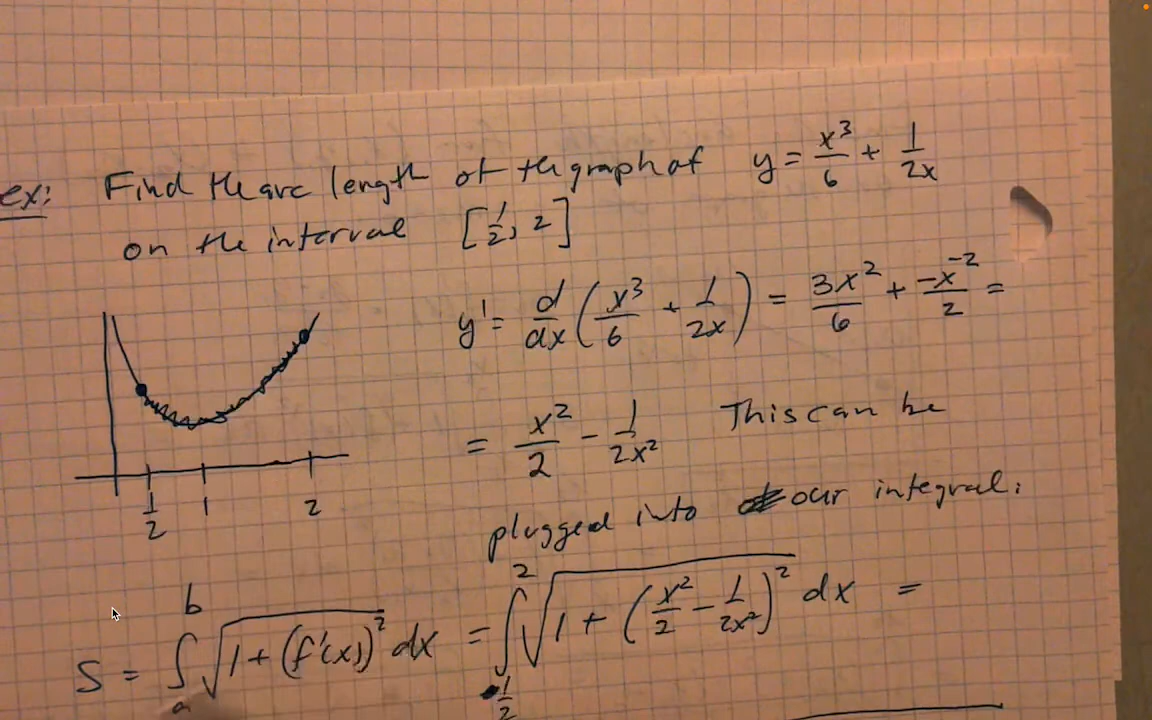 ex: Find the arc length of the graph of y = x³/6 + 1/2x
on the interval [1/2, 2]
y' = d/dx (x³/6 + 1/2x) = 3x²/6 + -x⁻²/2 =
= x²/2 - 1/2x² This can be
plugged into our integral:
1/2 1 2
S = ∫ₐᵇ √(1 + (f'(x))²) dx = ∫_{1/2}^{2} √(1 + (x²/2 - 1/2x²)²) dx =